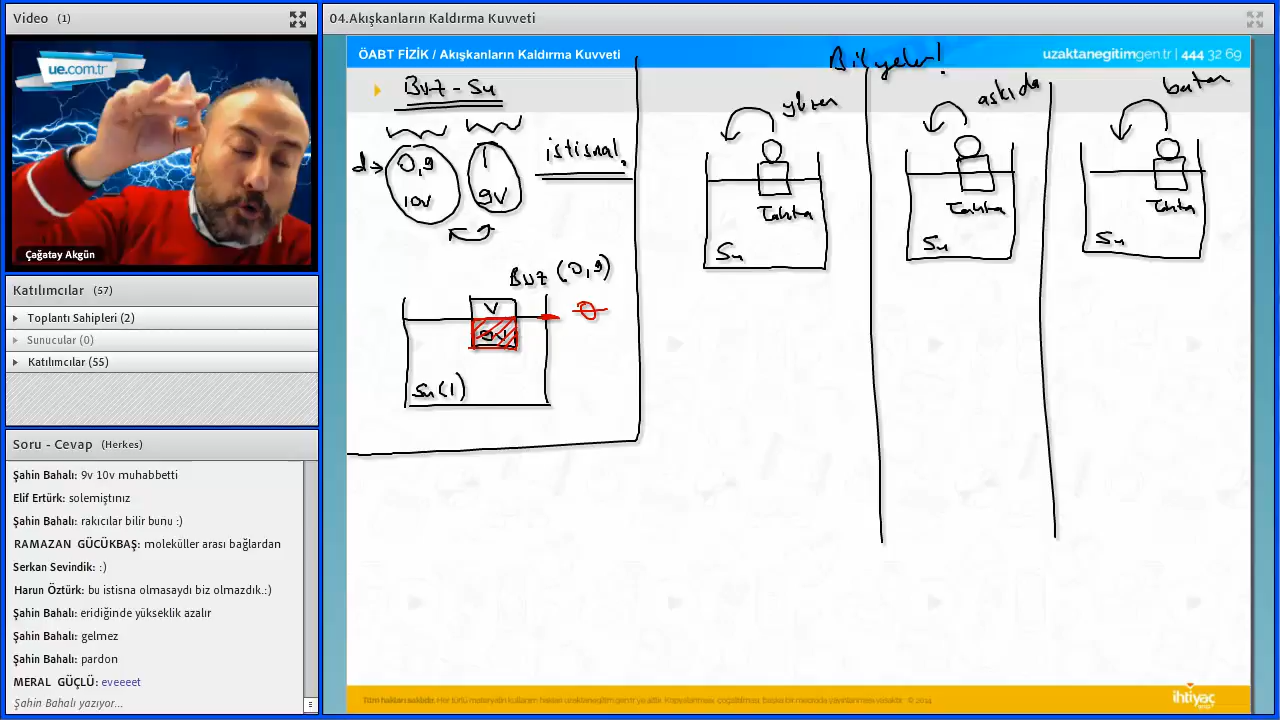 Video (1)
ue.com.tr
Çağatay Akgün
Katılımcılar (57)
Toplantı Sahipleri (2)
Sunucular (0)
Katılımcılar (55)
Soru - Cevap (Herkes)
Şahin Bahalı: 9v 10v muhabbetti
Elif Ertürk: solemiştınız
Şahin Bahalı: rakıcılar bilir bunu :)
RAMAZAN GÜCÜKBAŞ: moleküller arası bağlardan
Serkan Sevindik: :)
Harun Öztürk: bu istisna olmasaydı biz olmazdık.:)
Şahin Bahalı: eridiğinde yükseklik azalır
Şahin Bahalı: gelmez
Şahin Bahalı: pardon
MERAL GÜÇLÜ: eveeeet
Şahin Bahalı yazıyor...
04.Akışkanların Kaldırma Kuvveti
ÖABT FİZİK / Akışkanların Kaldırma Kuvveti
uzaktanegitim.gen.tr | 444 32 69
Buz - Su
d → 0,9 1
10V 9V
istisna!
Buz (0,9)
V
9V
Su (1)
Bilyeler!
yüzen
Tahta
Su
askıda
Tahta
Su
batan
Tahta
Su
ihtiyaç